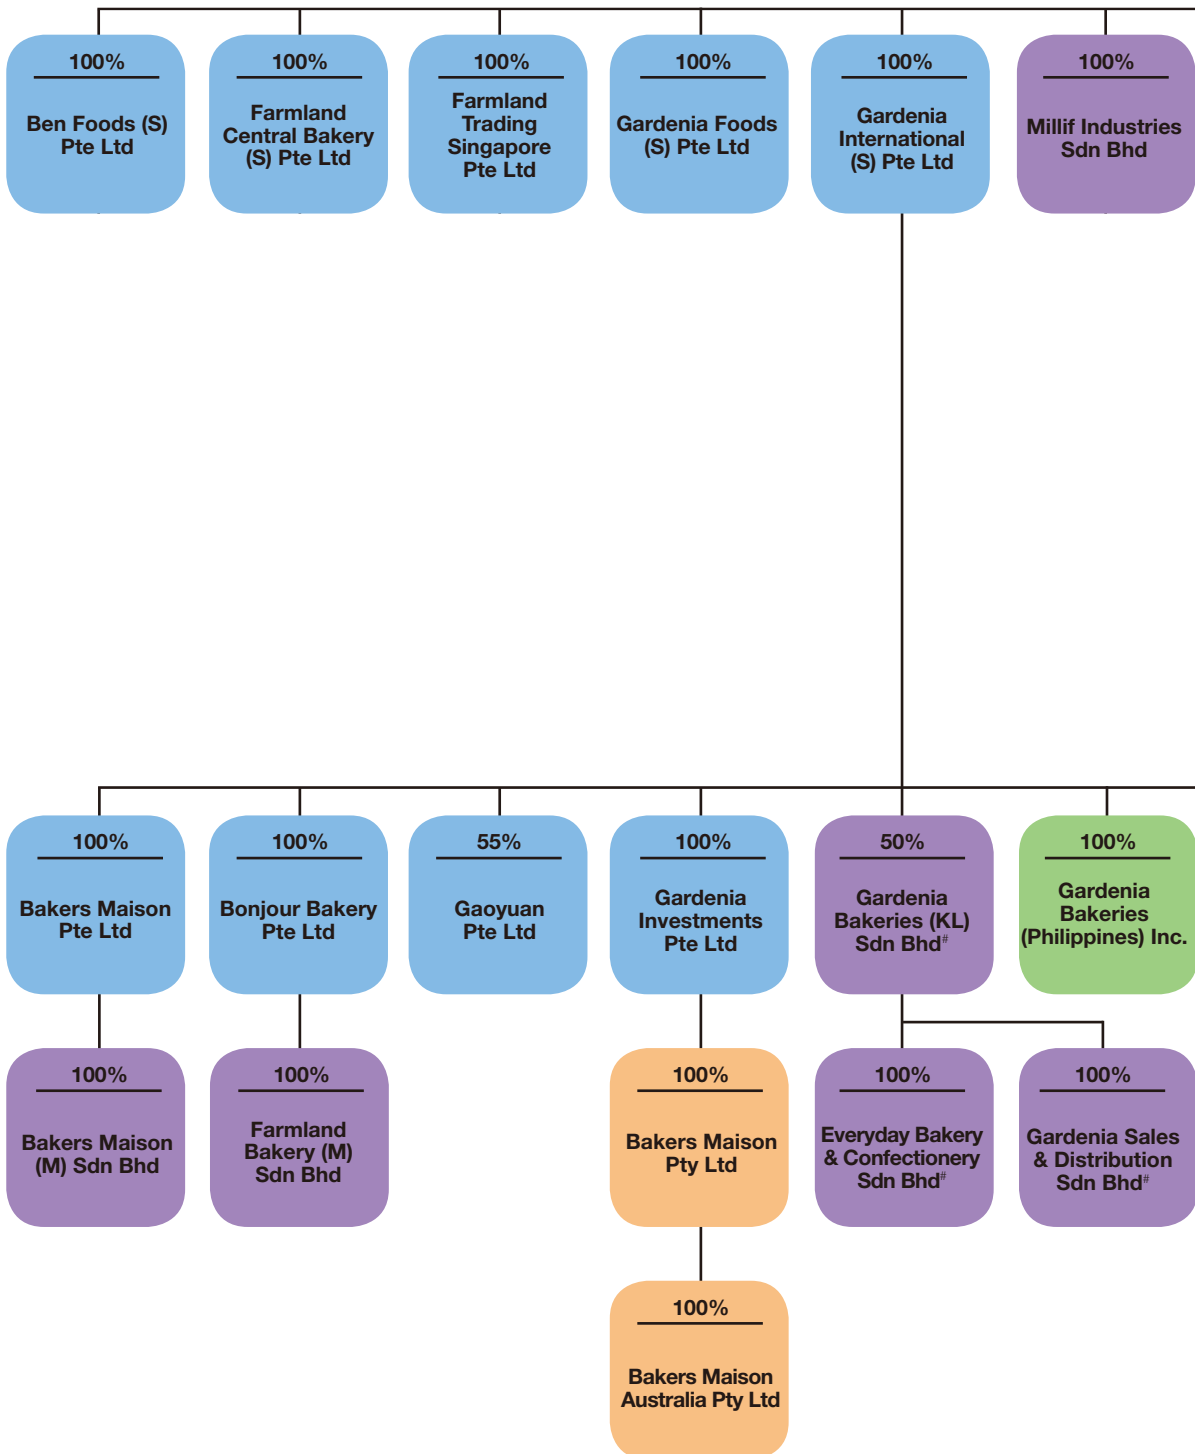 100%
Ben Foods (S)
Pte Ltd
100%
Farmland
Central Bakery
(S) Pte Ltd
100%
Farmland
Trading
Singapore
Pte Ltd
100%
Gardenia Foods
(S) Pte Ltd
100%
Gardenia
International
(S) Pte Ltd
100%
Millif Industries
Sdn Bhd
100%
Bakers Maison
Pte Ltd
100%
Bonjour Bakery
Pte Ltd
55%
Gaoyuan
Pte Ltd
100%
Gardenia
Investments
Pte Ltd
50%
Gardenia
Bakeries (KL)
Sdn Bhd#
100%
Gardenia
Bakeries
(Philippines) Inc.
100%
Bakers Maison
(M) Sdn Bhd
100%
Farmland
Bakery (M)
Sdn Bhd
100%
Bakers Maison
Pty Ltd
100%
Everyday Bakery
& Confectionery
Sdn Bhd#
100%
Gardenia Sales
& Distribution
Sdn Bhd#
100%
Bakers Maison
Australia Pty Ltd